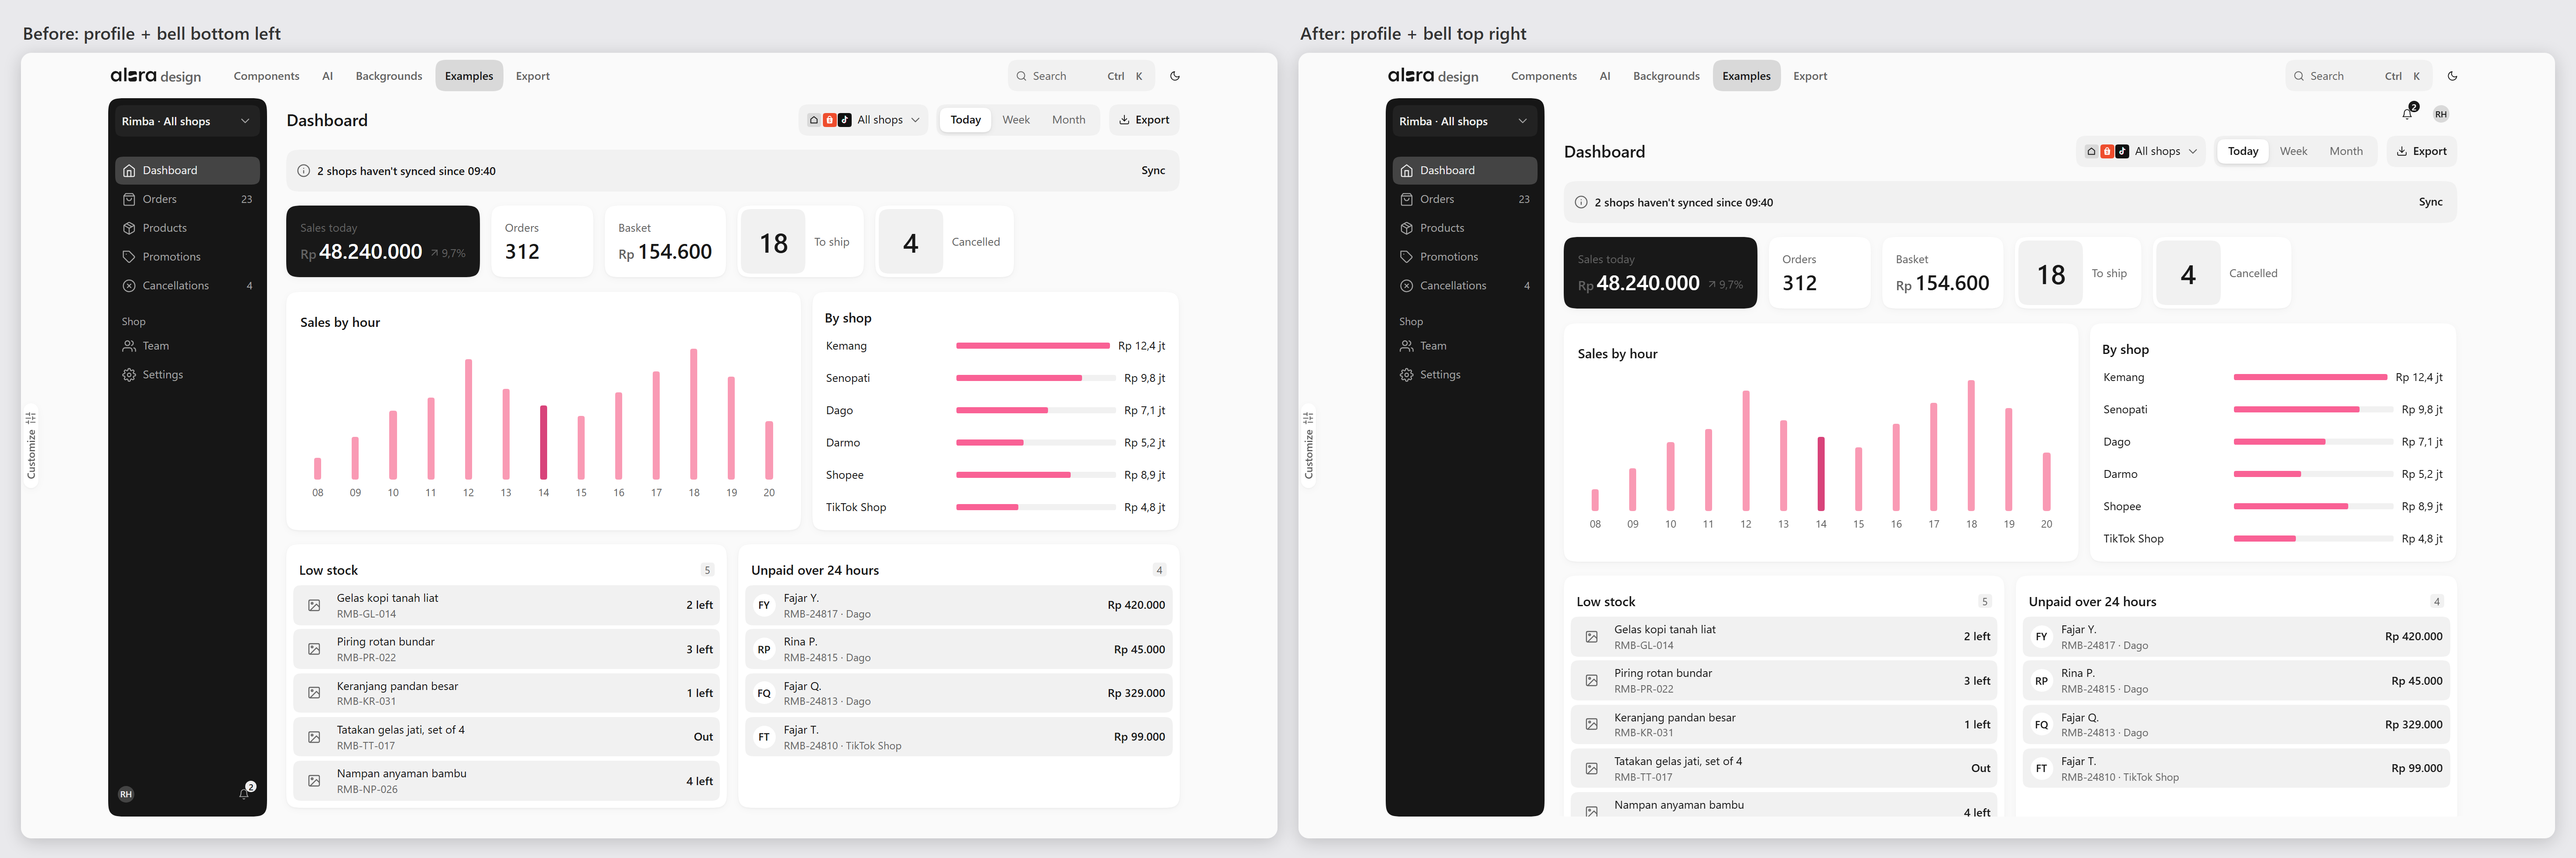 Before: profile + bell bottom left
alara design Components AI Backgrounds Examples Export Search Ctrl K
Rimba · All shops
Dashboard
Orders 23
Products
Promotions
Cancellations 4
Shop
Team
Settings
RH 2
Customize
Dashboard All shops Today Week Month Export
2 shops haven't synced since 09:40 Sync
Sales today
Rp 48.240.000 9,7%
Orders
312
Basket
Rp 154.600
18 To ship
4 Cancelled
Sales by hour
08 09 10 11 12 13 14 15 16 17 18 19 20
By shop
Kemang Rp 12,4 jt
Senopati Rp 9,8 jt
Dago Rp 7,1 jt
Darmo Rp 5,2 jt
Shopee Rp 8,9 jt
TikTok Shop Rp 4,8 jt
Low stock 5
Gelas kopi tanah liat
RMB-GL-014
2 left
Piring rotan bundar
RMB-PR-022
3 left
Keranjang pandan besar
RMB-KR-031
1 left
Tatakan gelas jati, set of 4
RMB-TT-017
Out
Nampan anyaman bambu
RMB-NP-026
4 left
Unpaid over 24 hours 4
FY Fajar Y.
RMB-24817 · Dago
Rp 420.000
RP Rina P.
RMB-24815 · Dago
Rp 45.000
FQ Fajar Q.
RMB-24813 · Dago
Rp 329.000
FT Fajar T.
RMB-24810 · TikTok Shop
Rp 99.000
After: profile + bell top right
alara design Components AI Backgrounds Examples Export Search Ctrl K
Rimba · All shops
Dashboard
Orders 23
Products
Promotions
Cancellations 4
Shop
Team
Settings
Customize
2 RH
Dashboard All shops Today Week Month Export
2 shops haven't synced since 09:40 Sync
Sales today
Rp 48.240.000 9,7%
Orders
312
Basket
Rp 154.600
18 To ship
4 Cancelled
Sales by hour
08 09 10 11 12 13 14 15 16 17 18 19 20
By shop
Kemang Rp 12,4 jt
Senopati Rp 9,8 jt
Dago Rp 7,1 jt
Darmo Rp 5,2 jt
Shopee Rp 8,9 jt
TikTok Shop Rp 4,8 jt
Low stock 5
Gelas kopi tanah liat
RMB-GL-014
2 left
Piring rotan bundar
RMB-PR-022
3 left
Keranjang pandan besar
RMB-KR-031
1 left
Tatakan gelas jati, set of 4
RMB-TT-017
Out
Nampan anyaman bambu
4 left
Unpaid over 24 hours 4
FY Fajar Y.
RMB-24817 · Dago
Rp 420.000
RP Rina P.
RMB-24815 · Dago
Rp 45.000
FQ Fajar Q.
RMB-24813 · Dago
Rp 329.000
FT Fajar T.
RMB-24810 · TikTok Shop
Rp 99.000